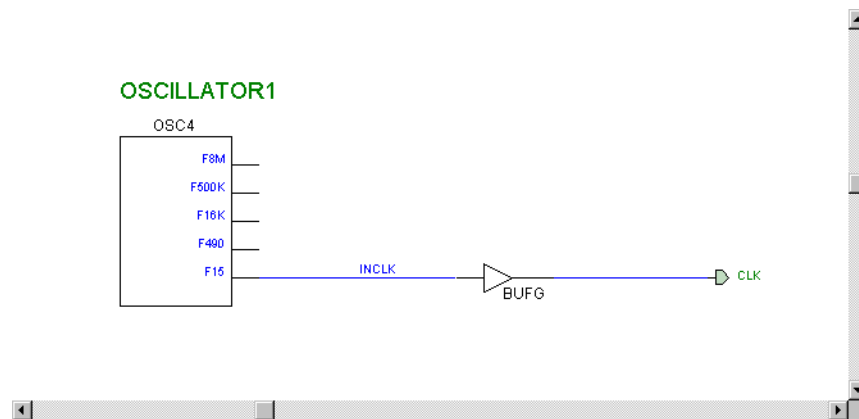 OSCILLATOR1
OSC4
F8M
F500K
F16K
F490
F15
INCLK
BUFG
CLK